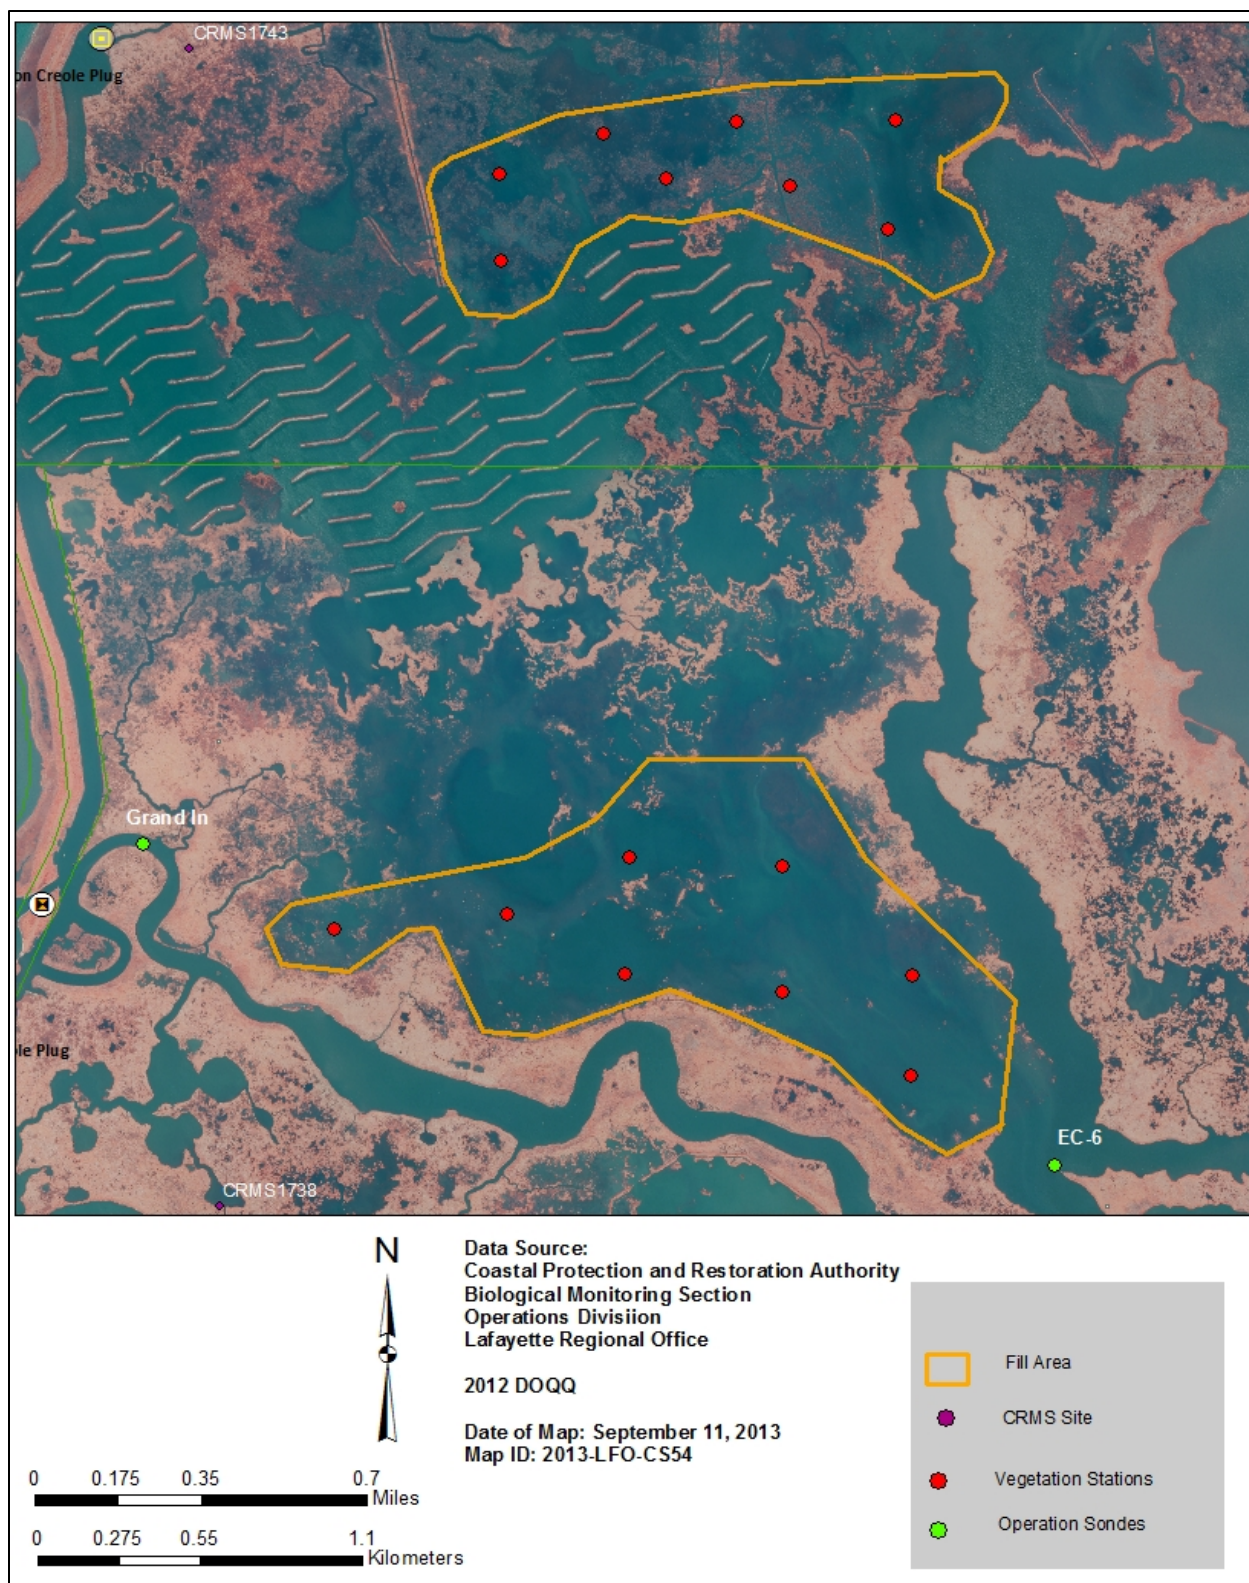 CRMS1743
on Creole Plug
Grand In
ole Plug
EC-6
CRMS1738
N
Data Source:
Coastal Protection and Restoration Authority
Biological Monitoring Section
Operations Divisiion
Lafayette Regional Office
2012 DOQQ
Date of Map: September 11, 2013
Map ID: 2013-LFO-CS54
0 0.175 0.35 0.7
Miles
0 0.275 0.55 1.1
Kilometers
Fill Area
CRMS Site
Vegetation Stations
Operation Sondes